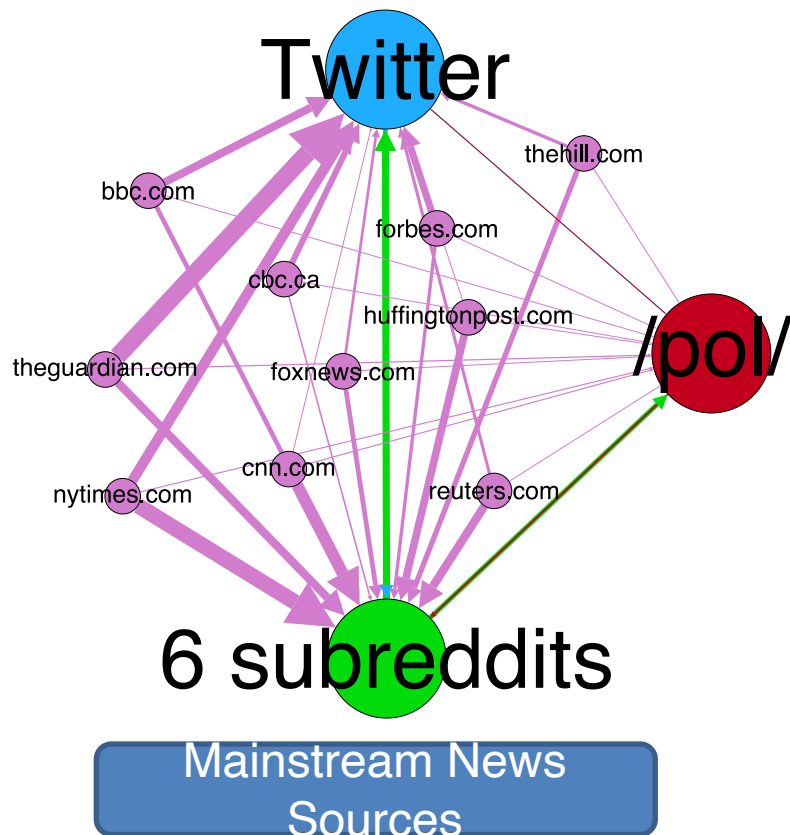 Twitter
thehill.com
bbc.com
forbes.com
cbc.ca
huffingtonpost.com
/pol/
theguardian.com
foxnews.com
cnn.com
nytimes.com
reuters.com
6 subreddits
Mainstream News
Sources